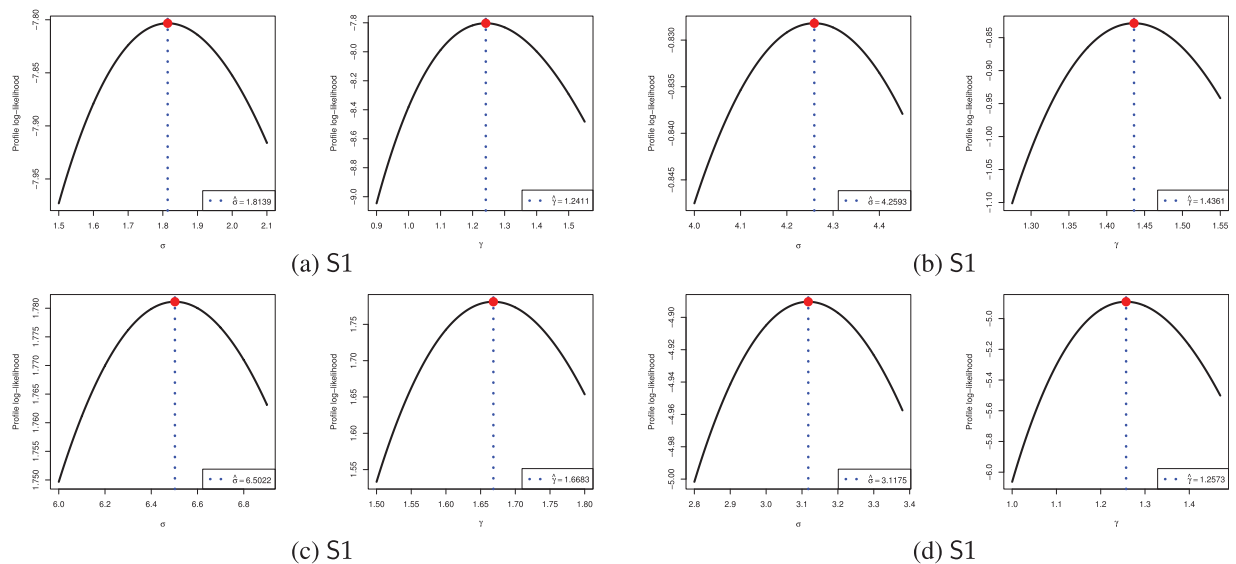 Profile log−likelihood
−7.80
−7.85
−7.90
−7.95
1.5 1.6 1.7 1.8 1.9 2.0 2.1
σ
σ̂ = 1.8139
Profile log−likelihood
−7.8
−8.0
−8.2
−8.4
−8.6
−8.8
−9.0
0.9 1.0 1.1 1.2 1.3 1.4 1.5
γ
γ̂ = 1.2411
(a) S1
Profile log−likelihood
−0.830
−0.835
−0.840
−0.845
4.0 4.1 4.2 4.3 4.4
σ
σ̂ = 4.2593
Profile log−likelihood
−0.85
−0.90
−0.95
−1.00
−1.05
−1.10
1.30 1.35 1.40 1.45 1.50 1.55
γ
γ̂ = 1.4361
(b) S1
Profile log−likelihood
1.780
1.775
1.770
1.765
1.760
1.755
1.750
6.0 6.2 6.4 6.6 6.8
σ
σ̂ = 6.5022
Profile log−likelihood
1.75
1.70
1.65
1.60
1.55
1.50 1.55 1.60 1.65 1.70 1.75 1.80
γ
γ̂ = 1.6683
(c) S1
Profile log−likelihood
−4.90
−4.92
−4.94
−4.96
−4.98
−5.00
2.8 2.9 3.0 3.1 3.2 3.3 3.4
σ
σ̂ = 3.1175
Profile log−likelihood
−5.0
−5.2
−5.4
−5.6
−5.8
−6.0
1.0 1.1 1.2 1.3 1.4
γ
γ̂ = 1.2573
(d) S1